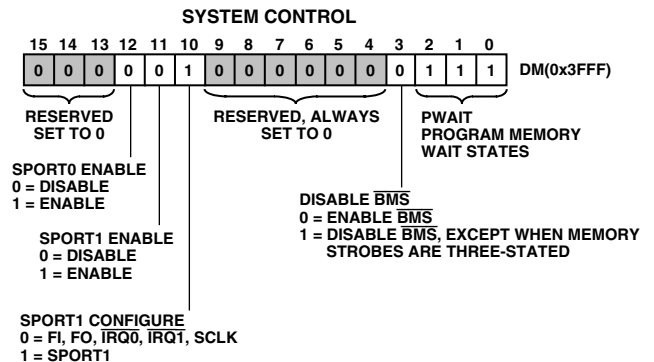 SYSTEM CONTROL
15 14 13 12 11 10 9 8 7 6 5 4 3 2 1 0
0 0 0 0 0 1 0 0 0 0 0 0 0 1 1 1 DM(0x3FFF)
RESERVED
SET TO 0
RESERVED, ALWAYS
SET TO 0
PWAIT
PROGRAM MEMORY
WAIT STATES
SPORT0 ENABLE
0 = DISABLE
1 = ENABLE
DISABLE BMS
0 = ENABLE BMS
1 = DISABLE BMS, EXCEPT WHEN MEMORY
STROBES ARE THREE-STATED
SPORT1 ENABLE
0 = DISABLE
1 = ENABLE
SPORT1 CONFIGURE
0 = FI, FO, IRQ0, IRQ1, SCLK
1 = SPORT1